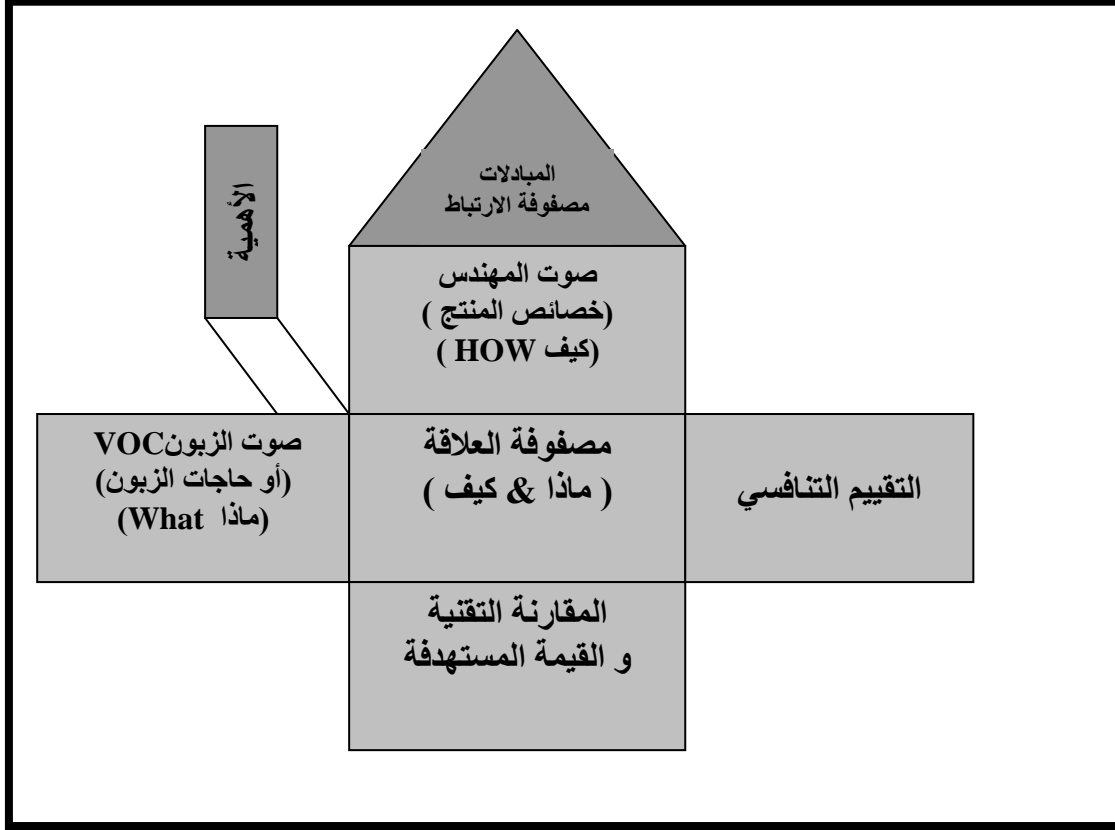 المبادلات
مصفوفة الارتباط
الأهمية
صوت المهندس
(خصائص المنتج )
(كيف HOW )
صوت الزبونVOC
(أو حاجات الزبون)
(ماذا What)
مصفوفة العلاقة
( ماذا & كيف )
التقييم التنافسي
المقارنة التقنية
و القيمة المستهدفة